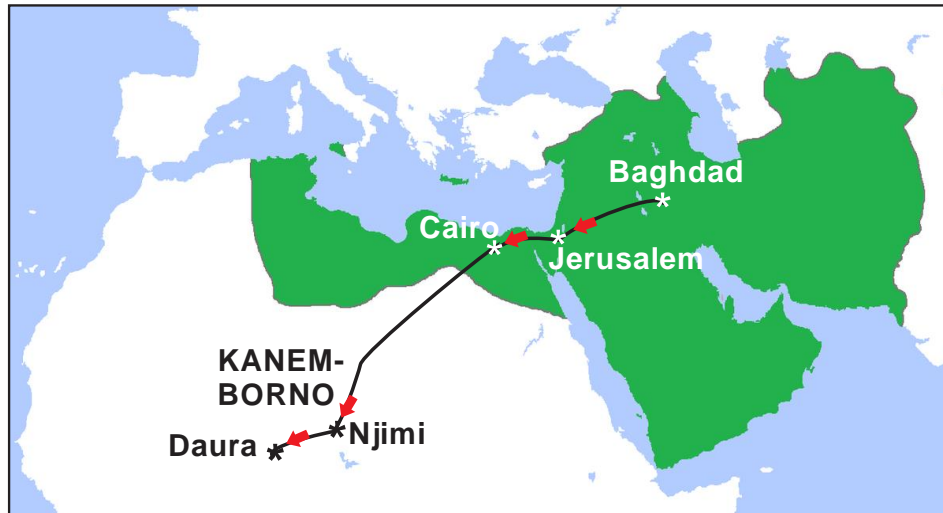 Baghdad
Cairo
Jerusalem
KANEM-
BORNO
Njimi
Daura